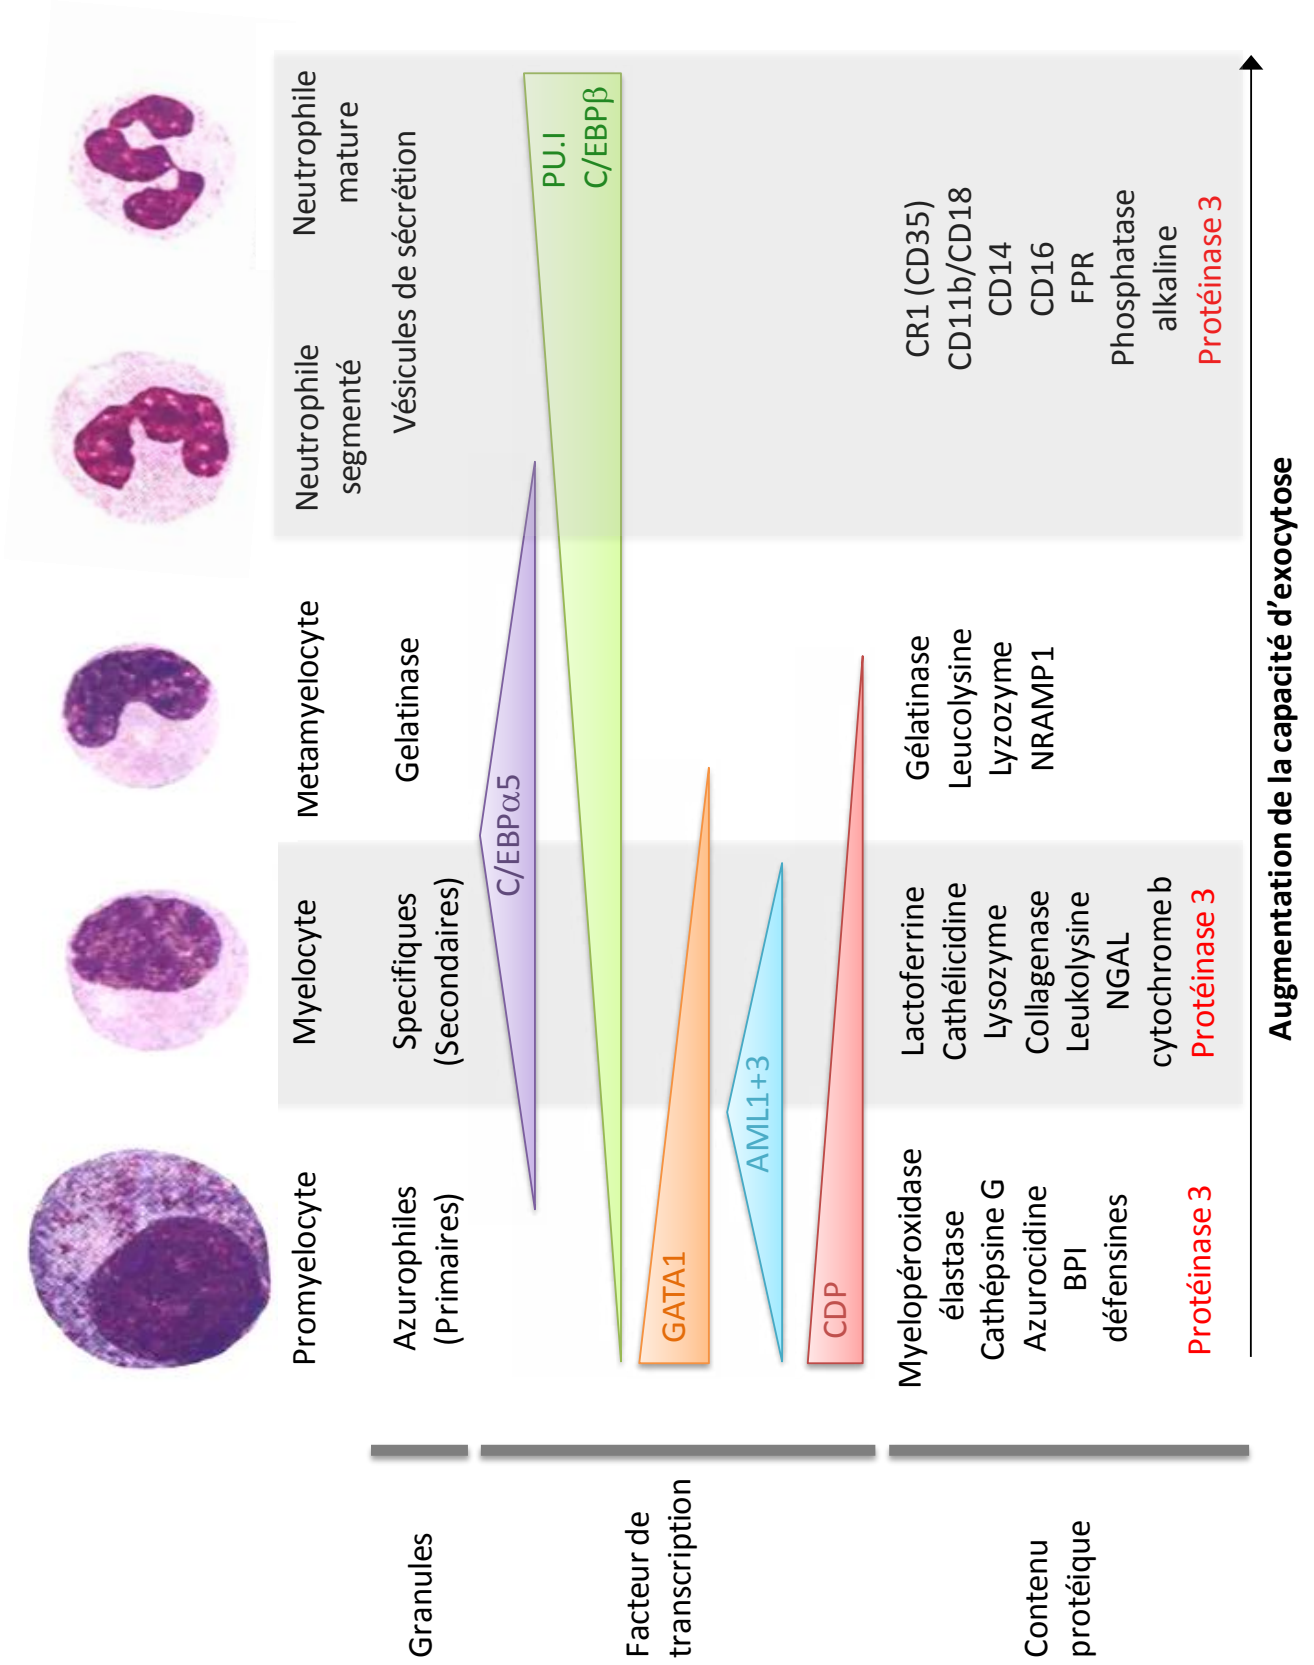 Promyelocyte
Myelocyte
Metamyelocyte
Neutrophile
segmenté
Neutrophile
mature
Granules
Azurophiles
(Primaires)
Specifiques
(Secondaires)
Gelatinase
Vésicules de sécrétion
Facteur de
transcription
C/EBPα5
PU.I
C/EBPβ
GATA1
AML1+3
CDP
Contenu
protéique
Myelopéroxidase
élastase
Cathépsine G
Azurocidine
BPI
défensines
Protéinase 3
Lactoferrine
Cathélicidine
Lysozyme
Collagenase
Leukolysine
NGAL
cytochrome b
Protéinase 3
Gélatinase
Leucolysine
Lyzozyme
NRAMP1
CR1 (CD35)
CD11b/CD18
CD14
CD16
FPR
Phosphatase
alkaline
Protéinase 3
Augmentation de la capacité d’exocytose